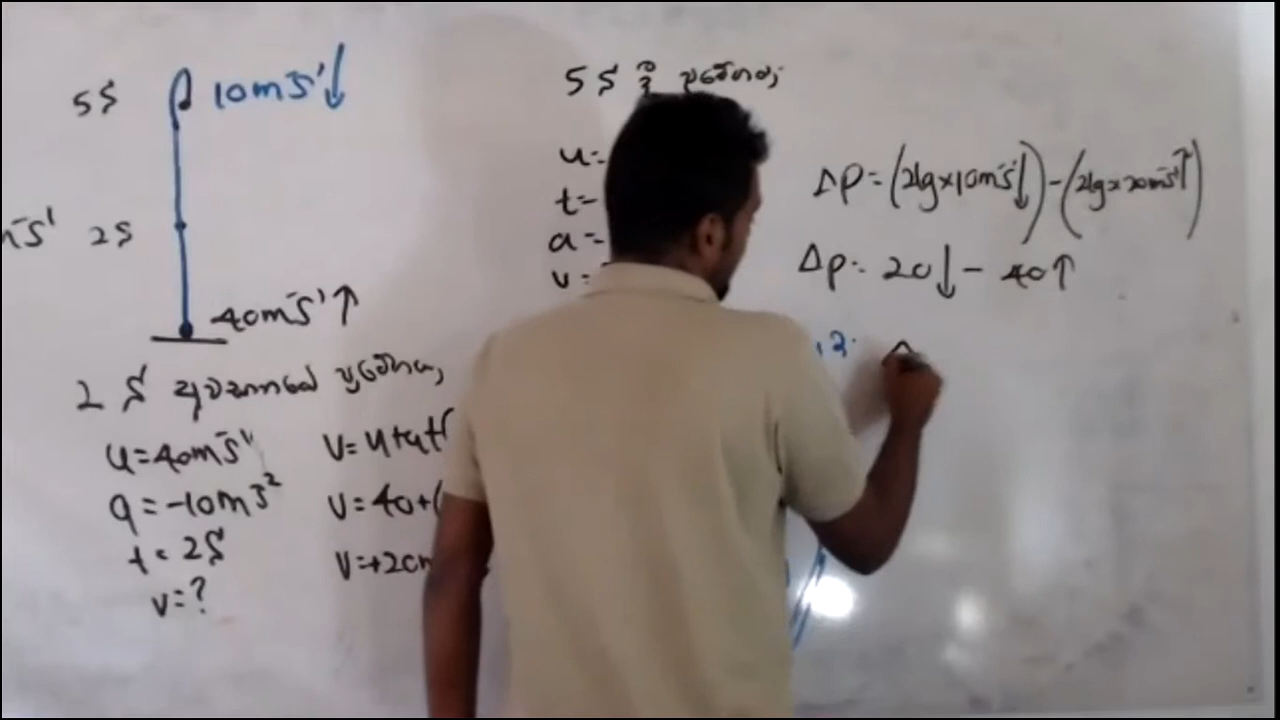 5s 10ms⁻¹↓
ms⁻¹ 2s
40ms⁻¹↑
2 s අවසානයේ ප්‍රවේගය,
u=40ms⁻¹
a=-10ms⁻²
t=2s
v=?
v=u+at
v=40+(
v=+20m
5s දී ප්‍රවේගය,
u=
t=
a=
v=
Δp=(2kg×10ms⁻¹↓)-(2kg×20ms⁻¹↑)
Δp=20↓-40↑